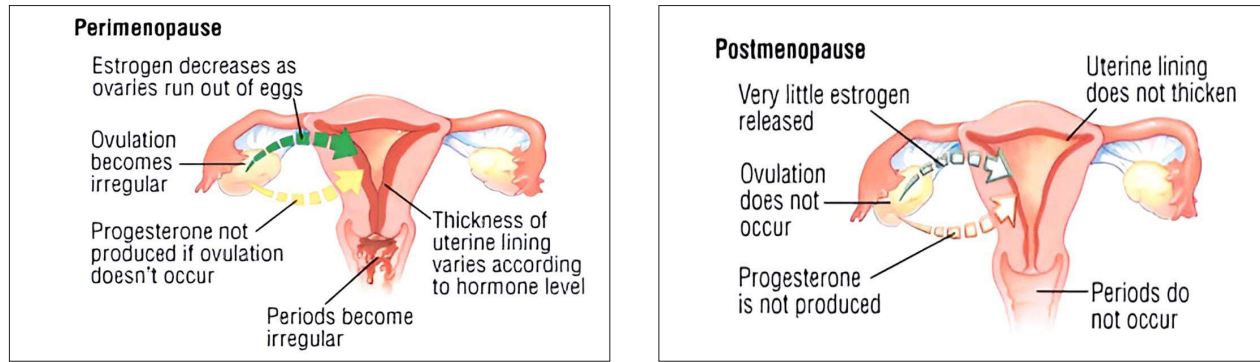 Perimenopause
Estrogen decreases as
ovaries run out of eggs
Ovulation
becomes
irregular
Progesterone not
produced if ovulation
doesn't occur
Thickness of
uterine lining
varies according
to hormone level
Periods become
irregular
Postmenopause
Very little estrogen
released
Uterine lining
does not thicken
Ovulation
does not
occur
Progesterone
is not produced
Periods do
not occur